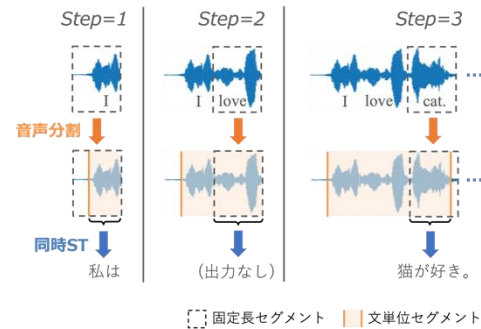 Step=1 Step=2 Step=3
I I love I love cat.
音声分割
同時ST
私は (出力なし) 猫が好き。
固定長セグメント 文単位セグメント